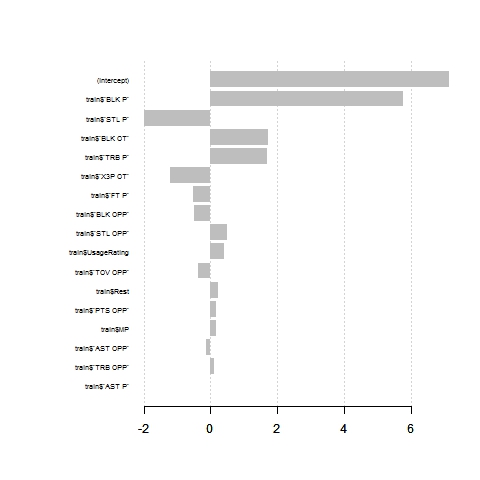 (Intercept)
train$`BLK P`
train$`STL P`
train$`BLK OT`
train$`TRB P`
train$`X3P OT`
train$`FT P`
train$`BLK OPP`
train$`STL OPP`
train$UsageRating
train$`TOV OPP`
train$Rest
train$`PTS OPP`
train$MP
train$`AST OPP`
train$`TRB OPP`
train$`AST P`
-2 0 2 4 6